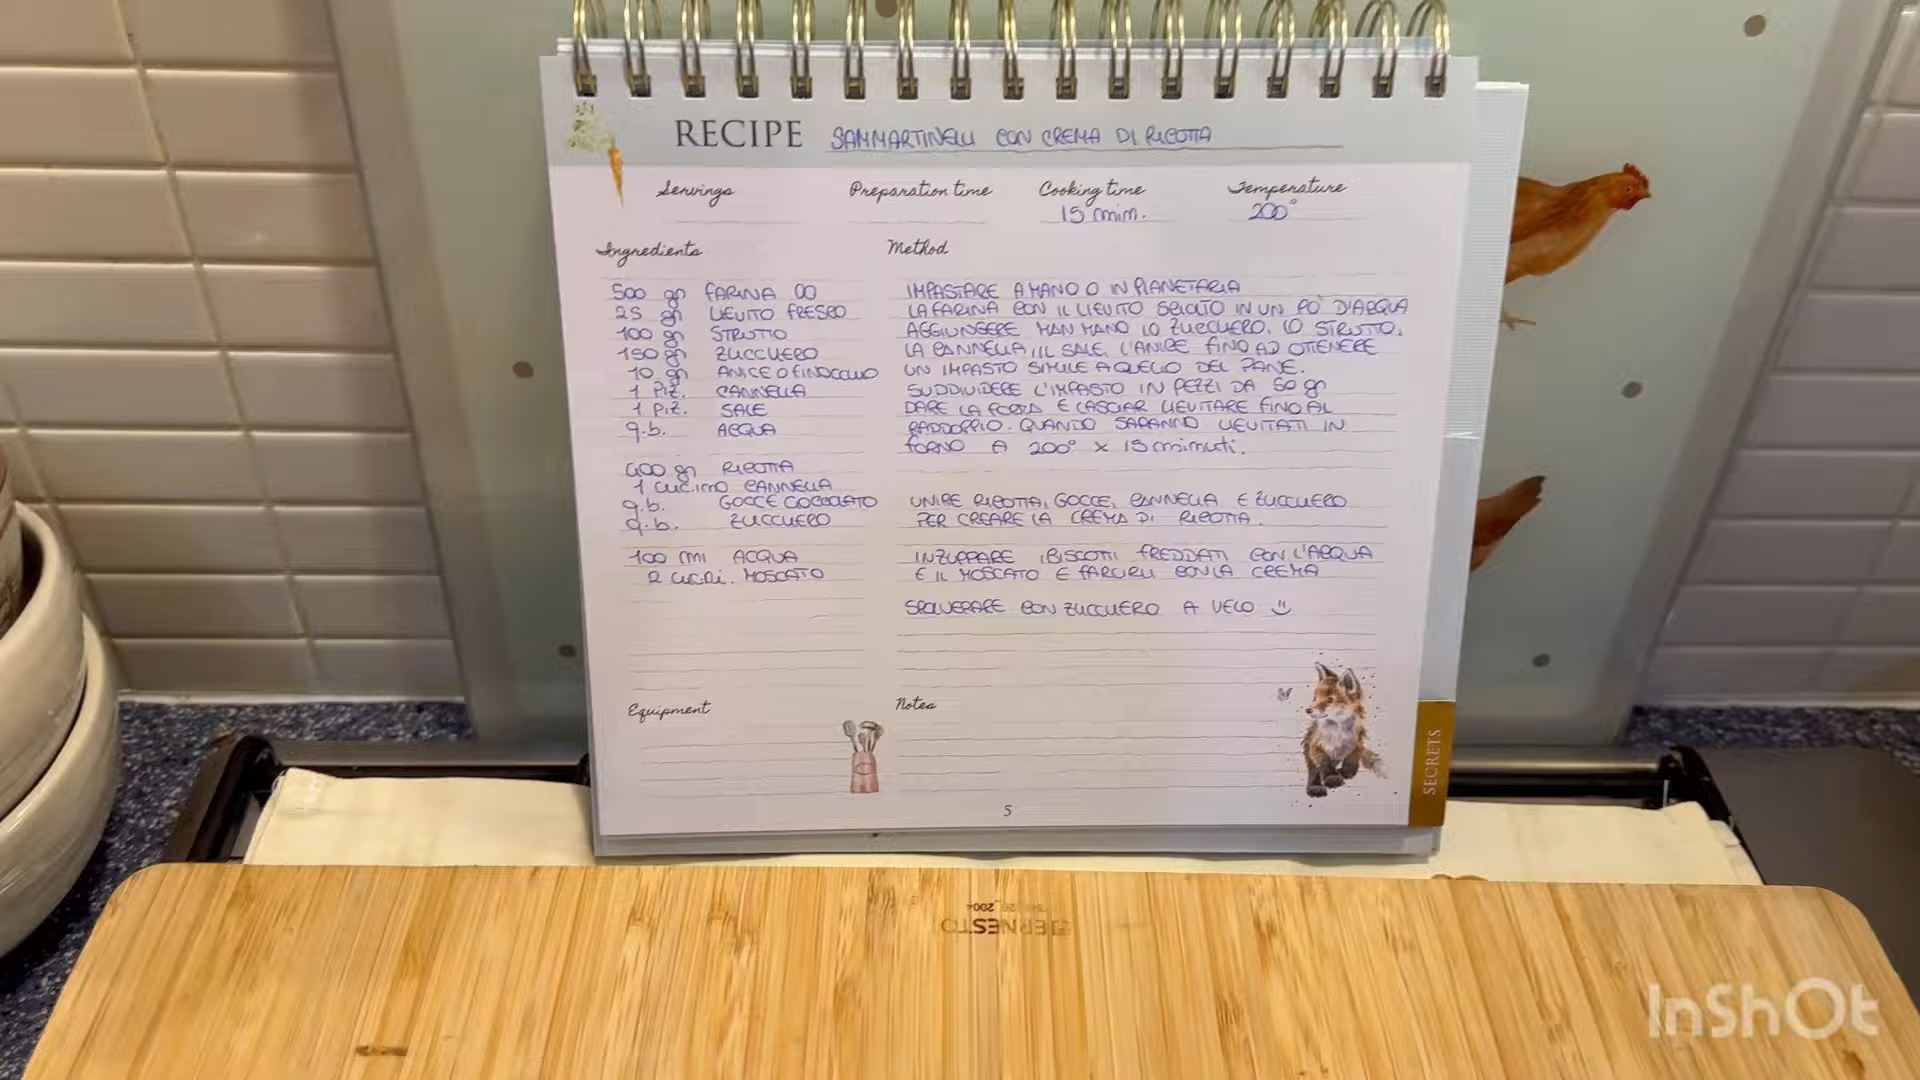 RECIPE SAMMARTINELLI CON CREMA DI RICOTTA
Servings Preparation time Cooking time Temperature
15 mim. 200°
Ingredients Method
500 gr FARINA 00
25 gr LIEVITO FRESCO
100 gr STRUTTO
150 gr ZUCCHERO
10 gr ANICE O FINOCCHIO
1 PIZ. CANNELLA
1 PIZ. SALE
q.b. ACQUA
400 gr RICOTTA
1 CUC.INO CANNELLA
q.b. GOCCE CIOCCOLATO
q.b. ZUCCHERO
100 ml ACQUA
2 CUCHI. MOSCATO
IMPASTARE A MANO O IN PLANETARIA
LA FARINA CON IL LIEVITO SCIOLTO IN UN PO' D'ACQUA
AGGIUNGERE MAN MANO LO ZUCCHERO, LO STRUTTO,
LA CANNELLA, IL SALE, L'ANICE FINO AD OTTENERE
UN IMPASTO SIMILE A QUELLO DEL PANE.
SUDDIVIDERE L'IMPASTO IN PEZZI DA 50 gr
DARE LA FORMA E LASCIAR LIEVITARE FINO AL
RADDOPPIO. QUANDO SARANNO LIEVITATI IN
FORNO A 200° x 15 mimuti.
UNIRE RICOTTA, GOCCE, CANNELLA E ZUCCHERO
PER CREARE LA CREMA DI RICOTTA.
INZUPPARE I BISCOTTI FREDDATI CON L'ACQUA
E IL MOSCATO E FARCIRLI CON LA CREMA
SPOLVERARE CON ZUCCHERO A VELO
Equipment Notes
5
SECRETS
ERNESTO
InShOt